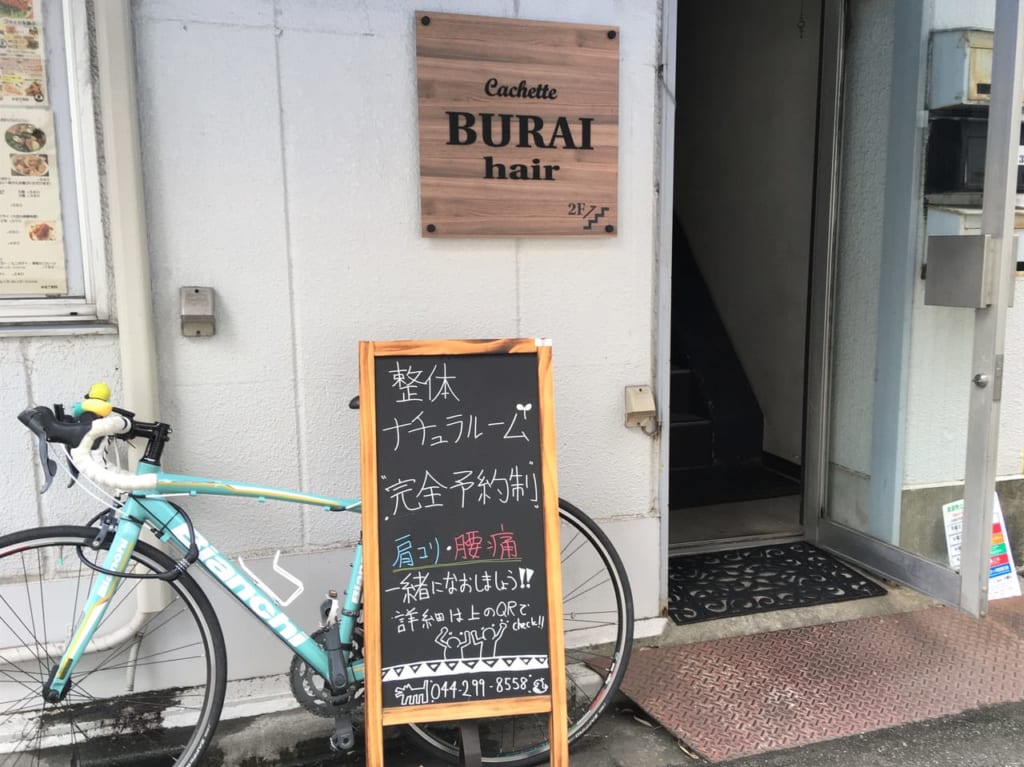 Cachette
BURAI
hair
2F
整体
ナチュラルーム
"完全予約制"
肩コリ・腰痛
一緒になおしましょう!!
詳細は上のQRで
check!!
044-299-8558
Bianchi